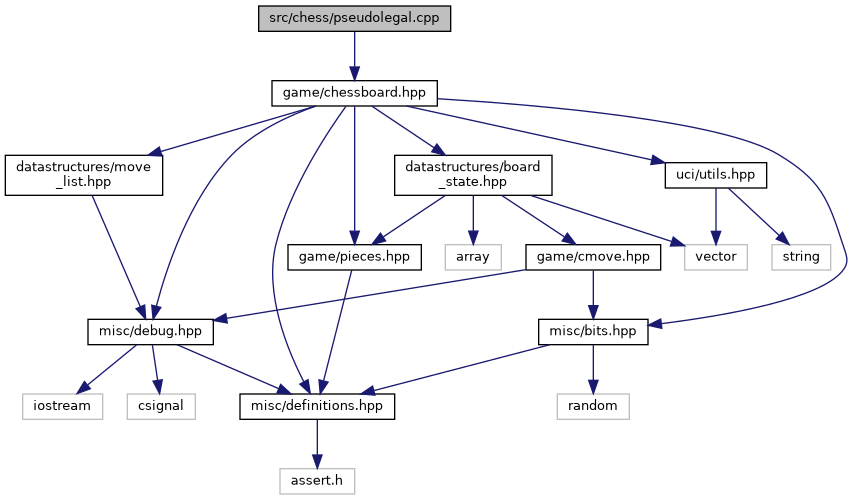 src/chess/pseudolegal.cpp
game/chessboard.hpp
datastructures/move
_list.hpp
datastructures/board
_state.hpp
uci/utils.hpp
game/pieces.hpp
array
game/cmove.hpp
vector
string
misc/debug.hpp
misc/bits.hpp
iostream
csignal
misc/definitions.hpp
random
assert.h